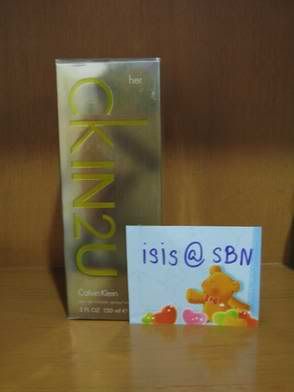 her
ckIN2U
Calvin Klein
isis@SBN